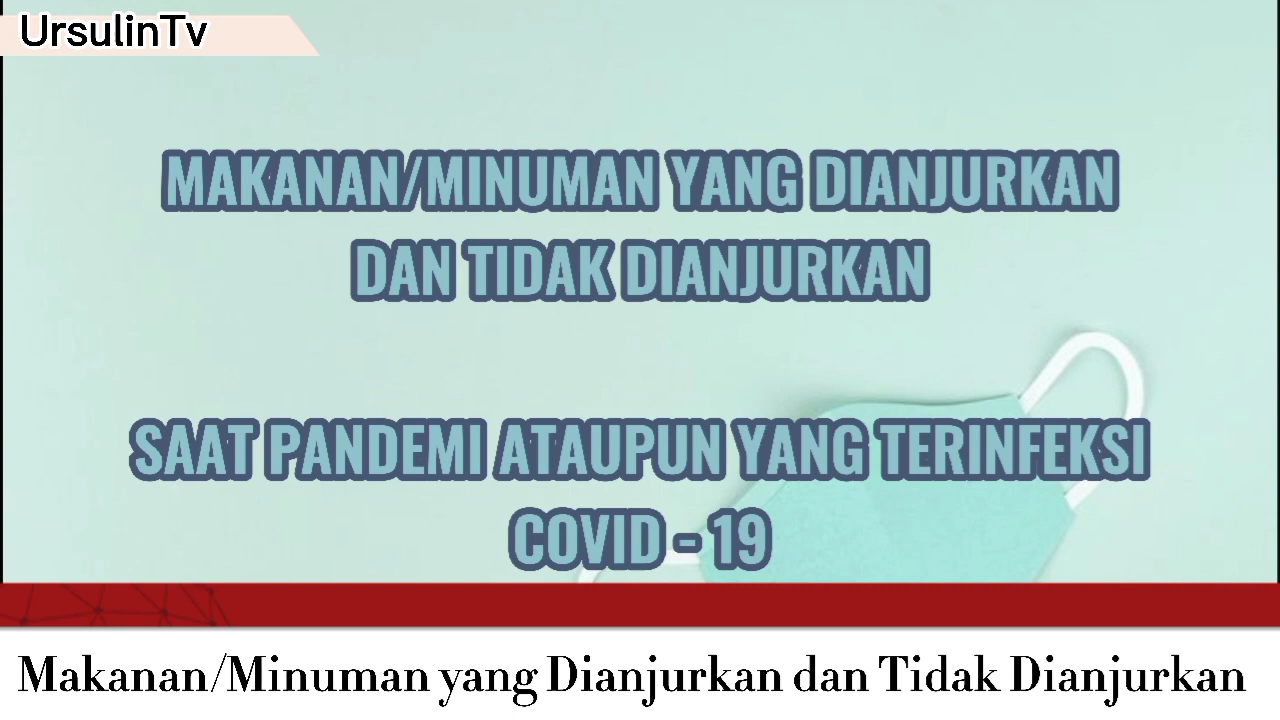 UrsulinTv
MAKANAN/MINUMAN YANG DIANJURKAN
DAN TIDAK DIANJURKAN
SAAT PANDEMI ATAUPUN YANG TERINFEKSI
COVID - 19
Makanan/Minuman yang Dianjurkan dan Tidak Dianjurkan